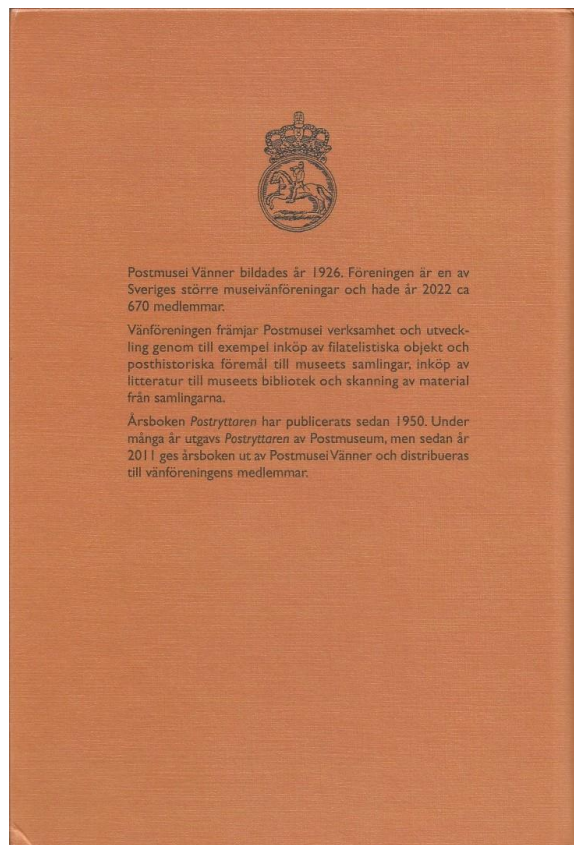 Postmusei Vänner bildades år 1926. Föreningen är en av
Sveriges större museivänföreningar och hade år 2022 ca
670 medlemmar.
Vänföreningen främjar Postmusei verksamhet och utveck-
ling genom till exempel inköp av filatelistiska objekt och
posthistoriska föremål till museets samlingar, inköp av
litteratur till museets bibliotek och skanning av material
från samlingarna.
Årsboken Postryttaren har publicerats sedan 1950. Under
många år utgavs Postryttaren av Postmuseum, men sedan år
2011 ges årsboken ut av Postmusei Vänner och distribueras
till vänföreningens medlemmar.